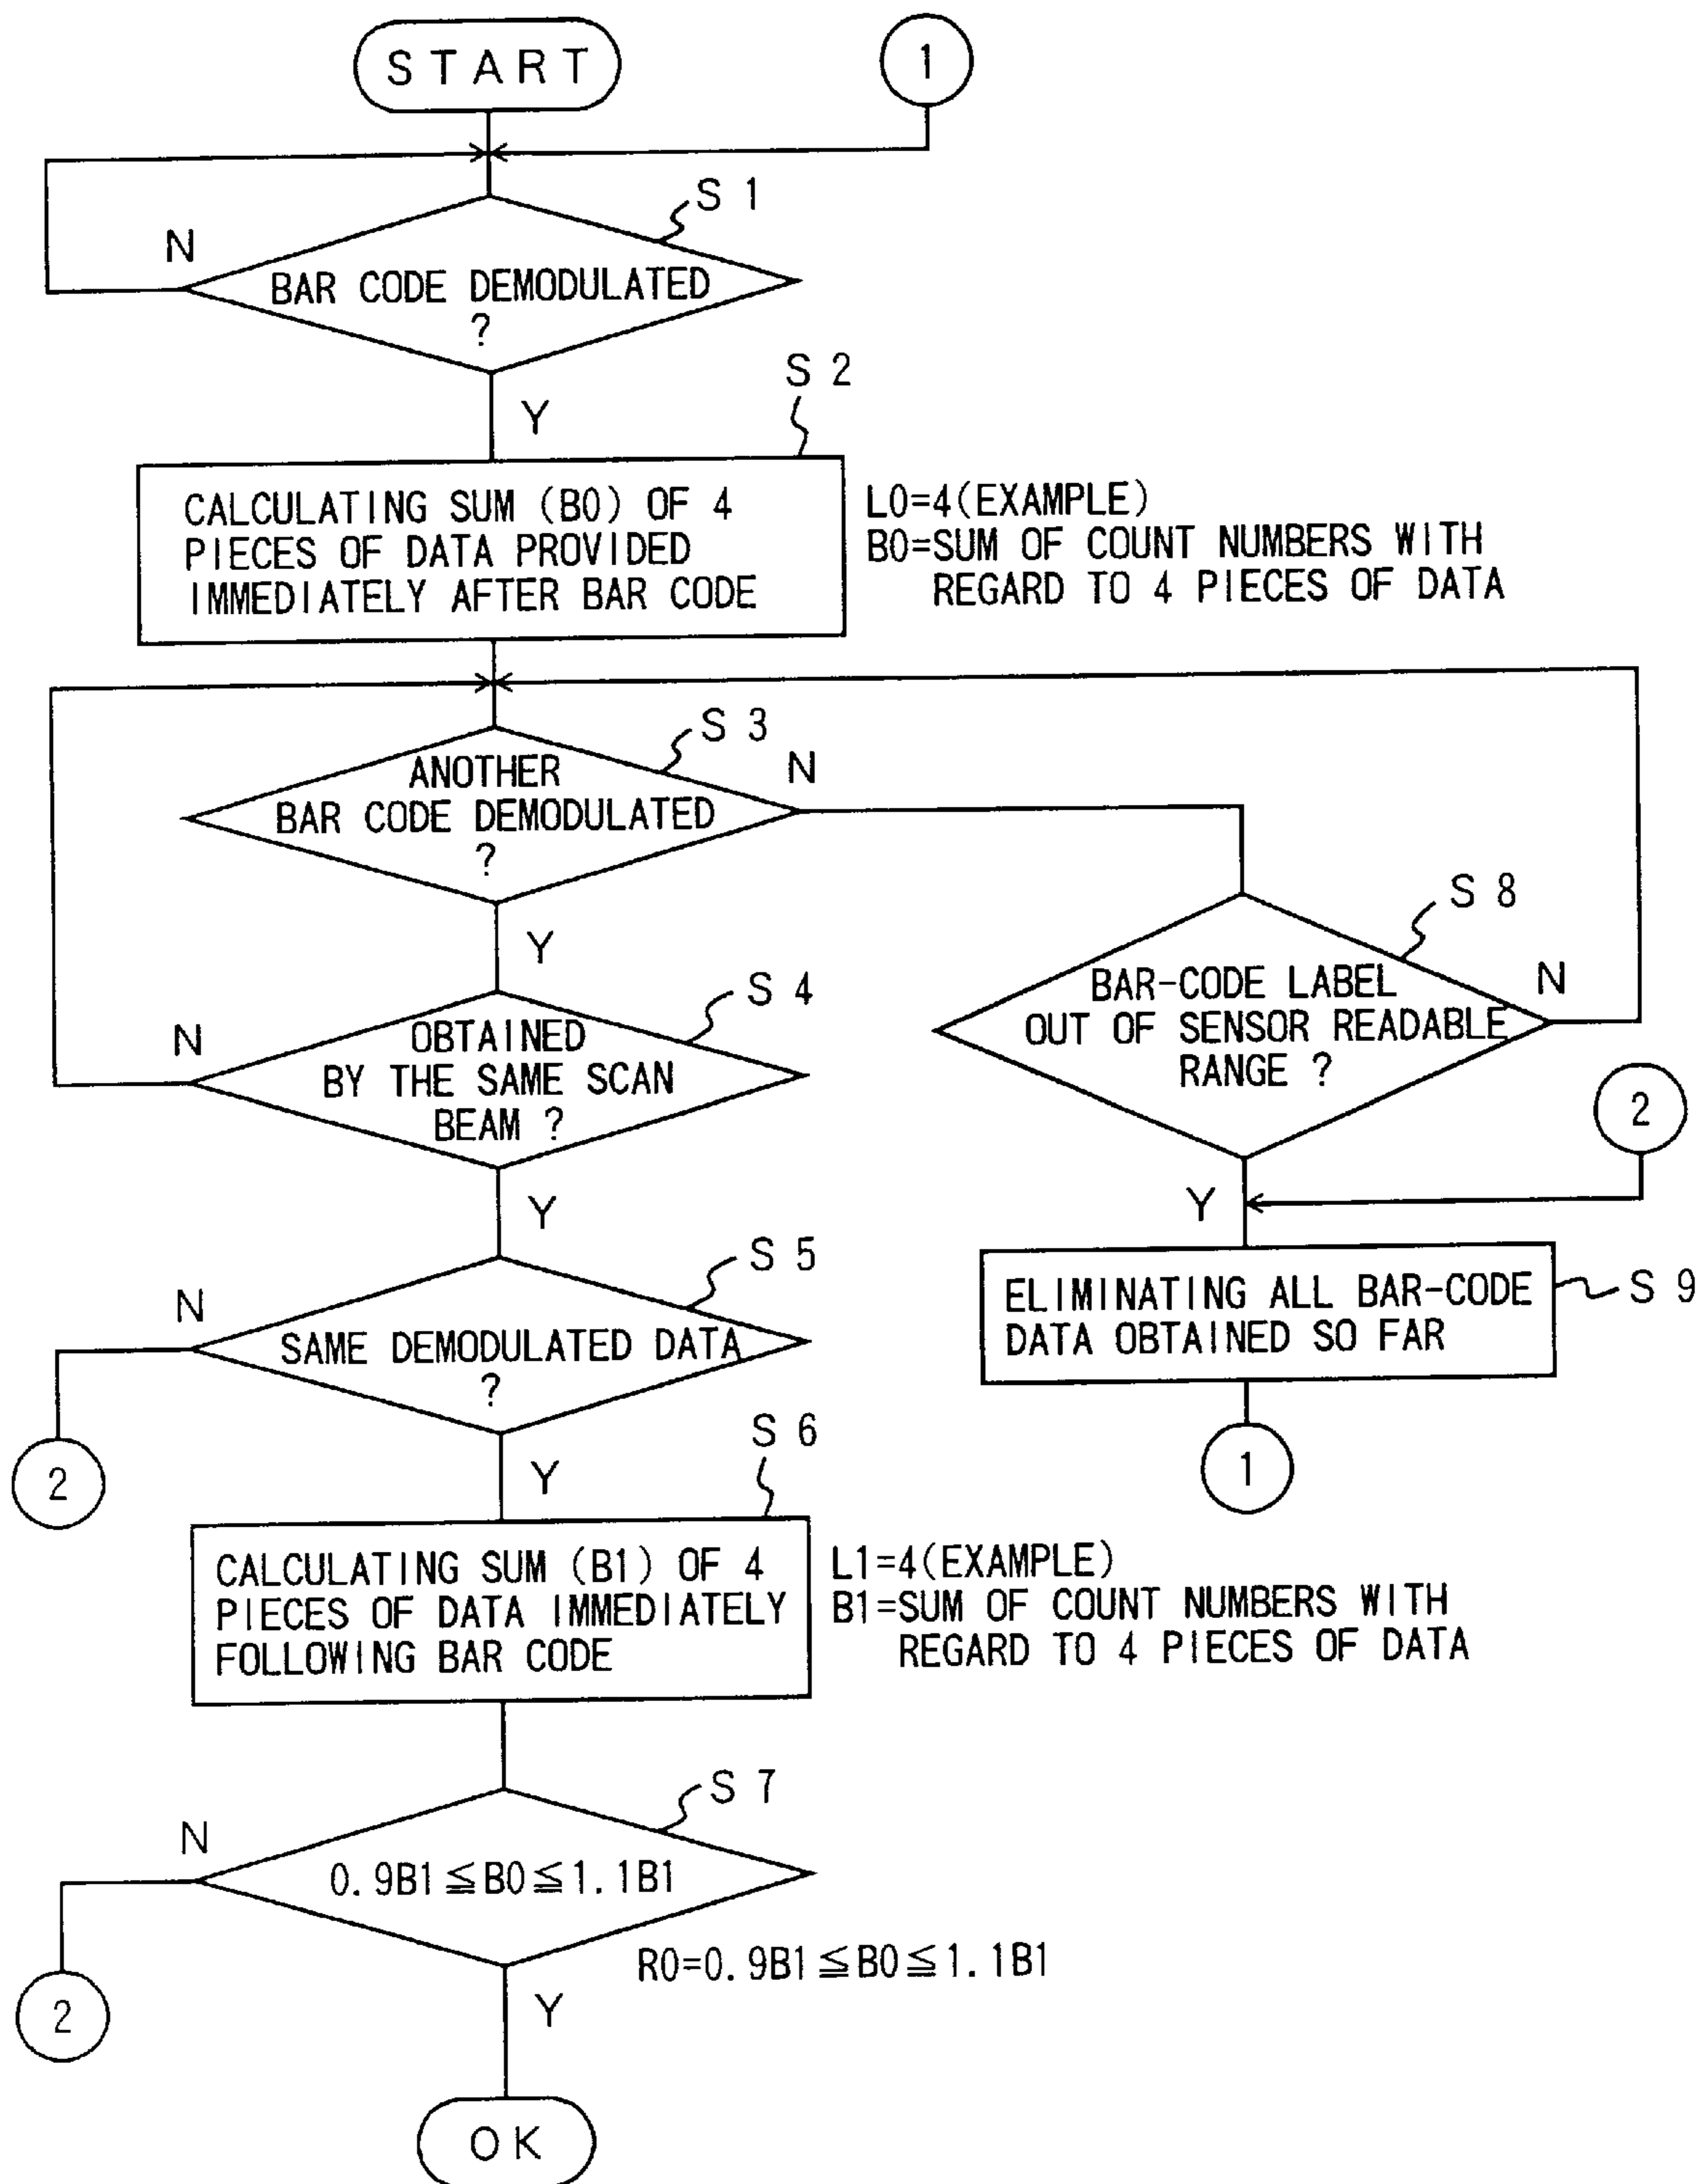 START
1
S 1
N
BAR CODE DEMODULATED
?
Y
S 2
CALCULATING SUM (B0) OF 4
PIECES OF DATA PROVIDED
IMMEDIATELY AFTER BAR CODE
L0=4(EXAMPLE)
B0=SUM OF COUNT NUMBERS WITH
REGARD TO 4 PIECES OF DATA
S 3
N
ANOTHER
BAR CODE DEMODULATED
?
Y
S 8
BAR-CODE LABEL
OUT OF SENSOR READABLE
RANGE ?
N
Y
2
S 4
N
OBTAINED
BY THE SAME SCAN
BEAM ?
Y
S 9
ELIMINATING ALL BAR-CODE
DATA OBTAINED SO FAR
1
S 5
N
SAME DEMODULATED DATA
?
2
Y
S 6
CALCULATING SUM (B1) OF 4
PIECES OF DATA IMMEDIATELY
FOLLOWING BAR CODE
L1=4(EXAMPLE)
B1=SUM OF COUNT NUMBERS WITH
REGARD TO 4 PIECES OF DATA
S 7
N
0.9B1≦B0≦1.1B1
R0=0.9B1≦B0≦1.1B1
2
Y
OK